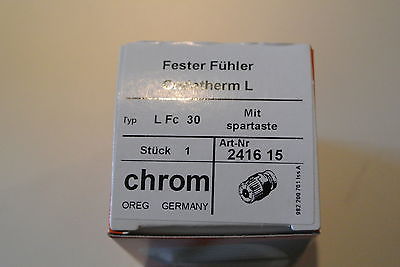 Fester Fühler
L
Typ L Fc 30
Mit
spartaste
Stück 1
Art-Nr
2416 15
chrom
OREG GERMANY